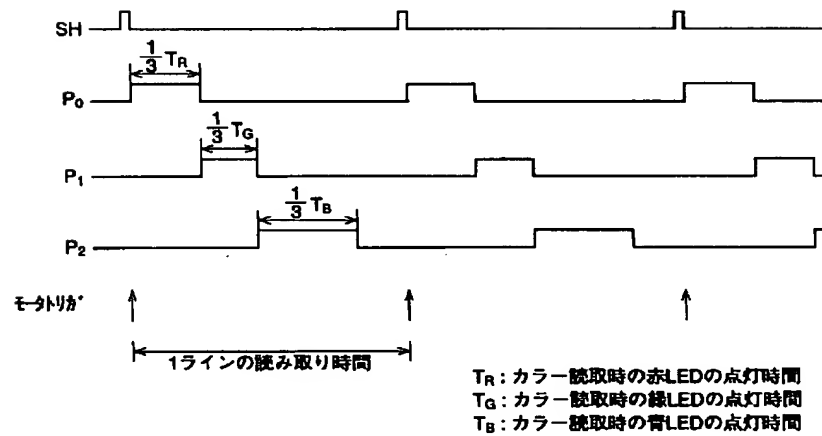 SH
1/3 TR
P0
1/3 TG
P1
1/3 TB
P2
モータトリガ
1ラインの読み取り時間
TR：カラー読取時の赤LEDの点灯時間
TG：カラー読取時の緑LEDの点灯時間
TB：カラー読取時の青LEDの点灯時間